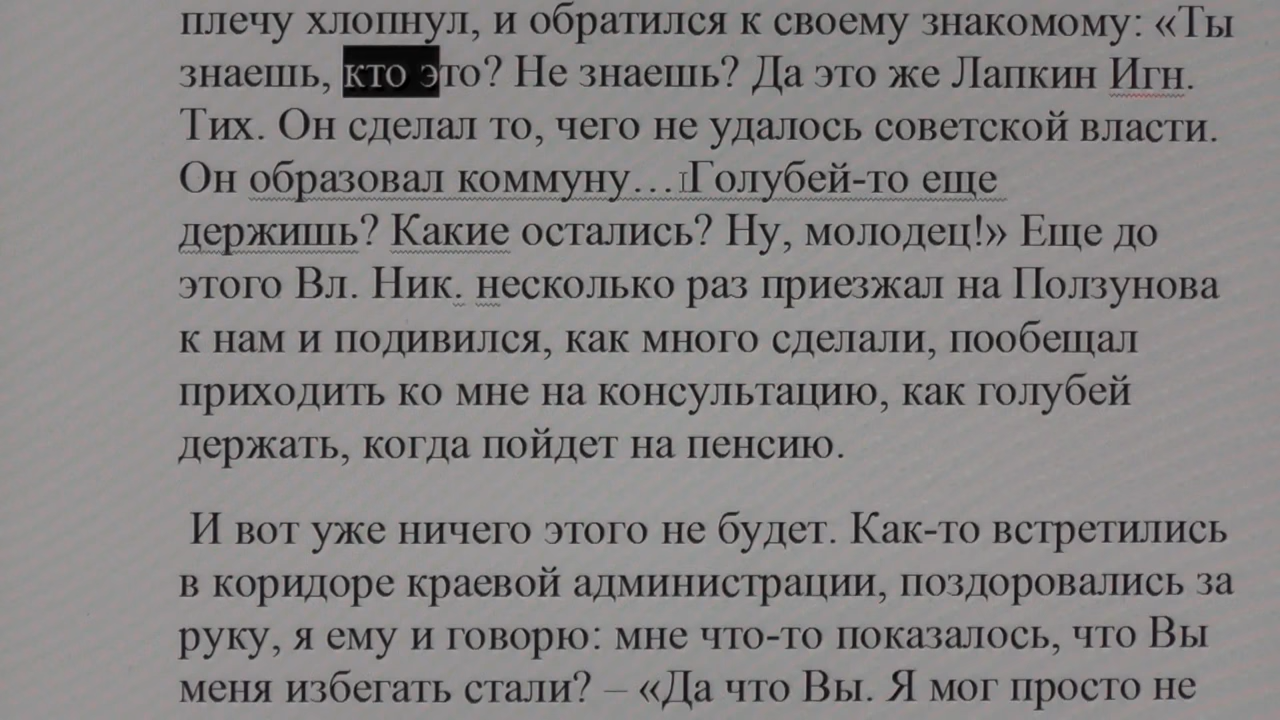 плечу хлопнул, и обратился к своему знакомому: «Ты
знаешь, кто это? Не знаешь? Да это же Лапкин Игн.
Тих. Он сделал то, чего не удалось советской власти.
Он образовал коммуну…Голубей-то еще
держишь? Какие остались? Ну, молодец!» Еще до
этого Вл. Ник. несколько раз приезжал на Ползунова
к нам и подивился, как много сделали, пообещал
приходить ко мне на консультацию, как голубей
держать, когда пойдет на пенсию.
И вот уже ничего этого не будет. Как-то встретились
в коридоре краевой администрации, поздоровались за
руку, я ему и говорю: мне что-то показалось, что Вы
меня избегать стали? – «Да что Вы. Я мог просто не